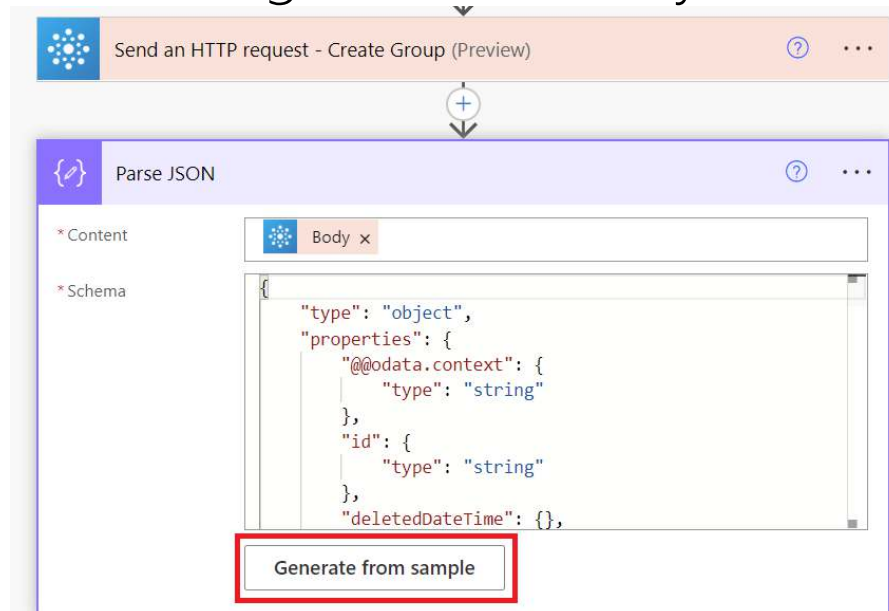 Send an HTTP request - Create Group (Preview)
Parse JSON
* Content
Body ×
* Schema
{
"type": "object",
"properties": {
"@@odata.context": {
"type": "string"
},
"id": {
"type": "string"
},
"deletedDateTime": {},
Generate from sample